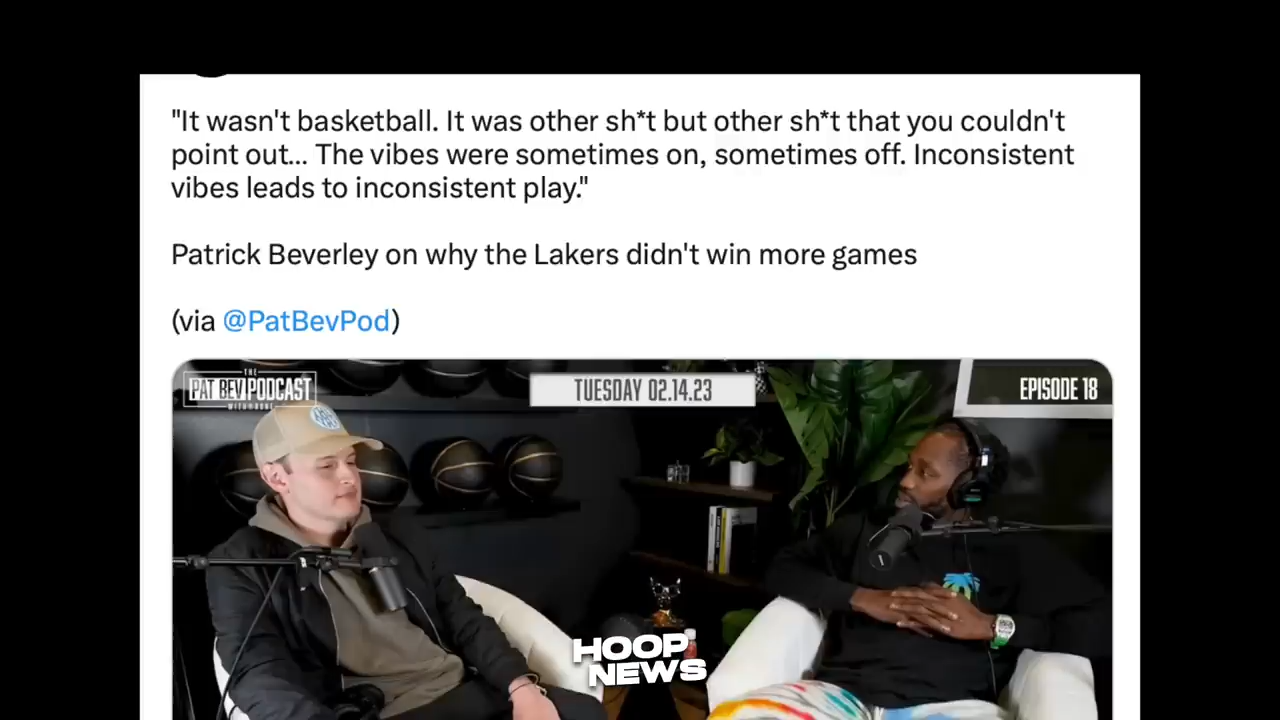 "It wasn't basketball. It was other sh*t but other sh*t that you couldn't
point out... The vibes were sometimes on, sometimes off. Inconsistent
vibes leads to inconsistent play."
Patrick Beverley on why the Lakers didn't win more games
(via @PatBevPod)
THE
PAT BEV PODCAST
WITH RONE
TUESDAY 02.14.23
EPISODE 18
HOOP
NEWS